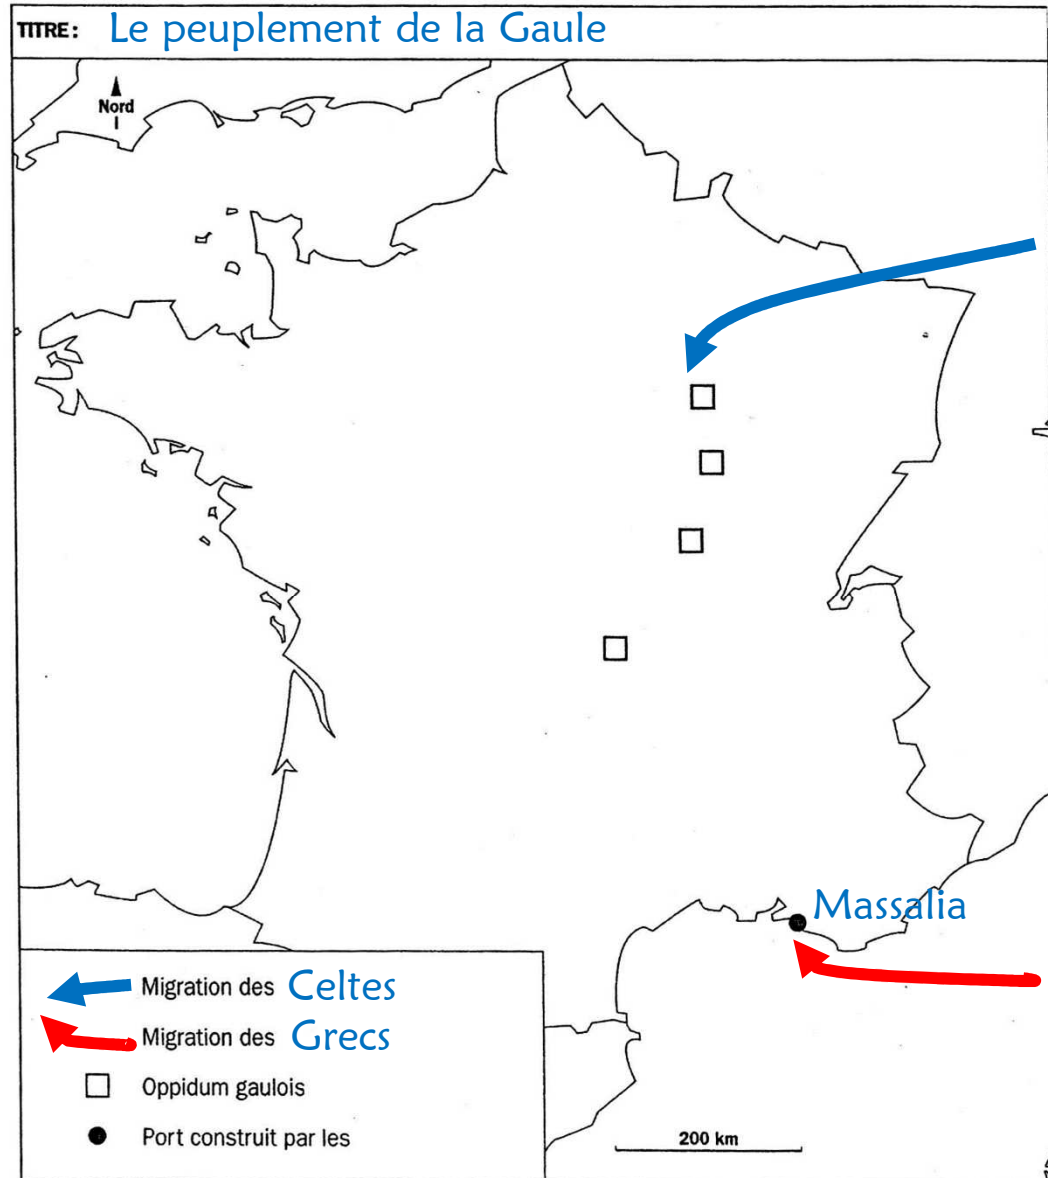 TITRE: Le peuplement de la Gaule
Nord
Massalia
Migration des Celtes
Migration des Grecs
Oppidum gaulois
Port construit par les
200 km